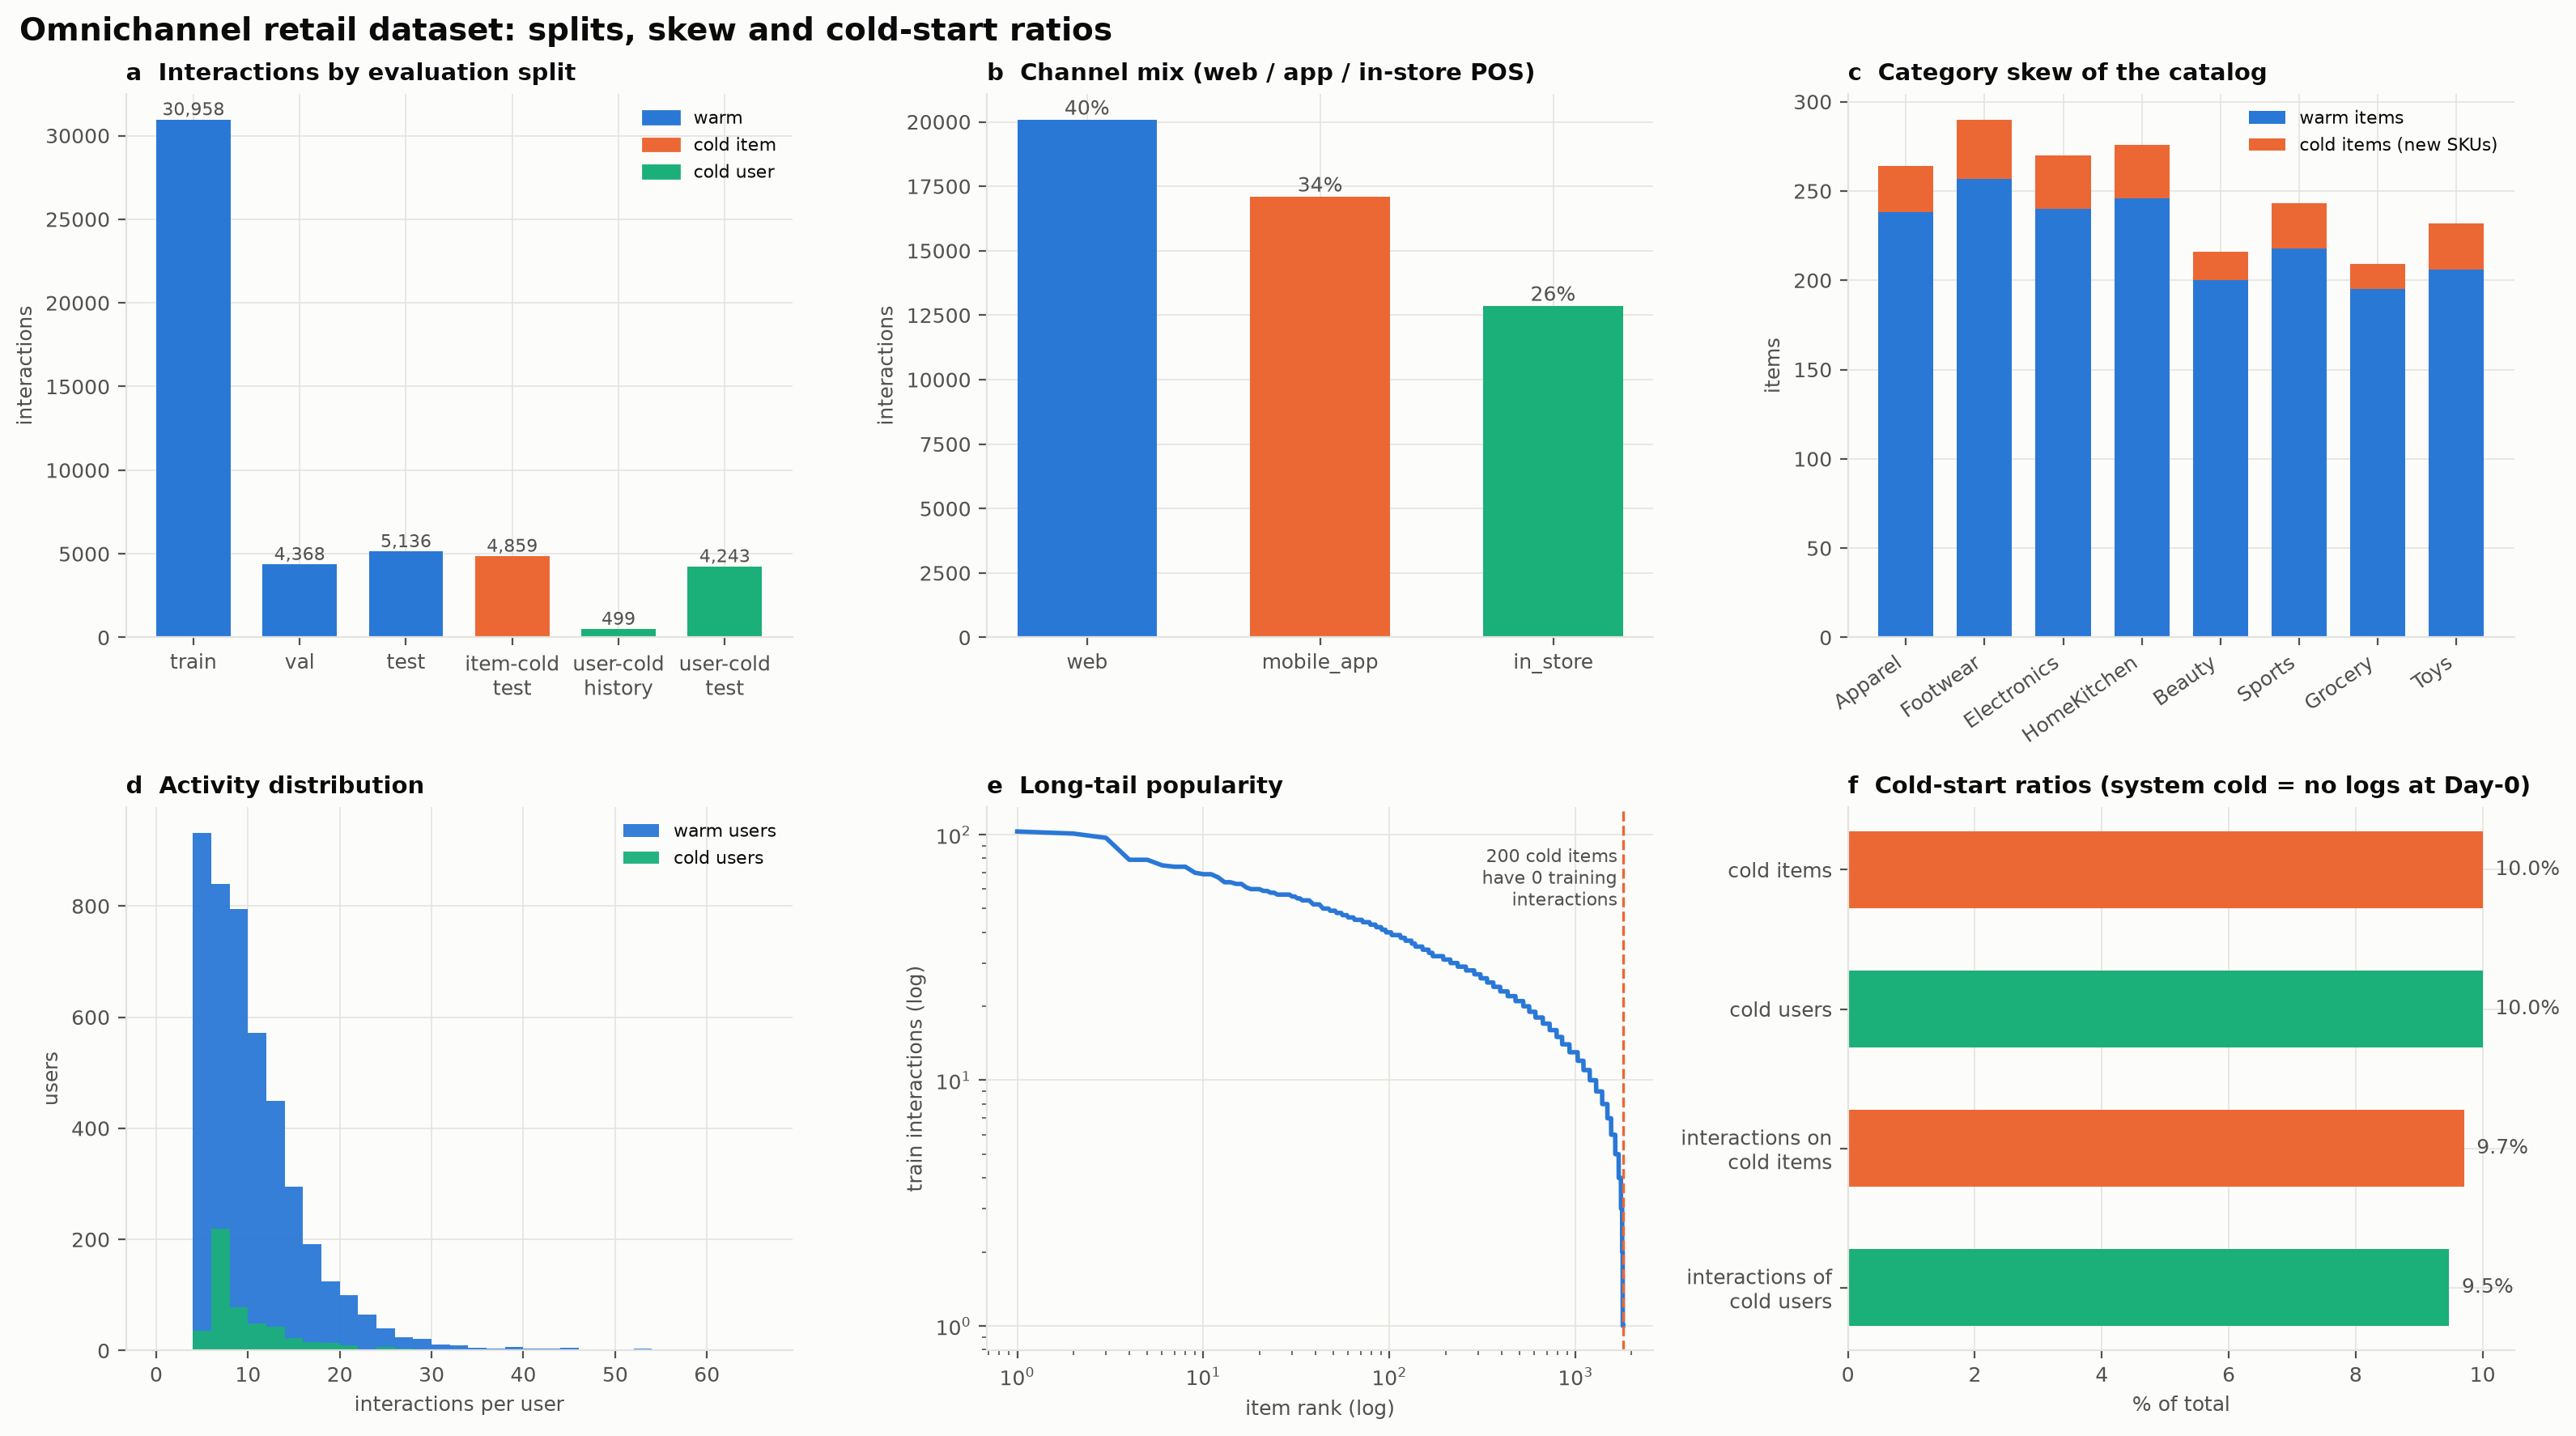 Omnichannel retail dataset: splits, skew and cold-start ratios
a Interactions by evaluation split
interactions
30000
25000
20000
15000
10000
5000
0
30,958
4,368
5,136
4,859
499
4,243
warm
cold item
cold user
train
val
test
item-cold
test
user-cold
history
user-cold
test
b Channel mix (web / app / in-store POS)
interactions
20000
17500
15000
12500
10000
7500
5000
2500
0
40%
34%
26%
web
mobile_app
in_store
c Category skew of the catalog
items
300
250
200
150
100
50
0
warm items
cold items (new SKUs)
Apparel
Footwear
Electronics
HomeKitchen
Beauty
Sports
Grocery
Toys
d Activity distribution
users
800
600
400
200
0
warm users
cold users
0 10 20 30 40 50 60
interactions per user
e Long-tail popularity
train interactions (log)
10²
10¹
10⁰
200 cold items
have 0 training
interactions
10⁰ 10¹ 10² 10³
item rank (log)
f Cold-start ratios (system cold = no logs at Day-0)
cold items
10.0%
cold users
10.0%
interactions on
cold items
9.7%
interactions of
cold users
9.5%
0 2 4 6 8 10
% of total